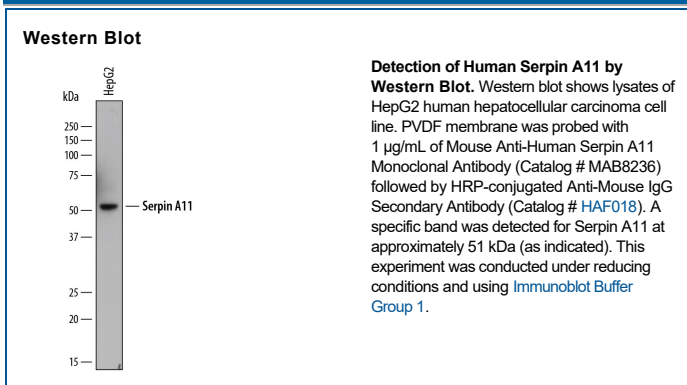 Western Blot
HepG2
kDa
250
150
100
75
50
37
25
20
15
Serpin A11
Detection of Human Serpin A11 by
Western Blot. Western blot shows lysates of
HepG2 human hepatocellular carcinoma cell
line. PVDF membrane was probed with
1 µg/mL of Mouse Anti-Human Serpin A11
Monoclonal Antibody (Catalog # MAB8236)
followed by HRP-conjugated Anti-Mouse IgG
Secondary Antibody (Catalog # HAF018). A
specific band was detected for Serpin A11 at
approximately 51 kDa (as indicated). This
experiment was conducted under reducing
conditions and using Immunoblot Buffer
Group 1.